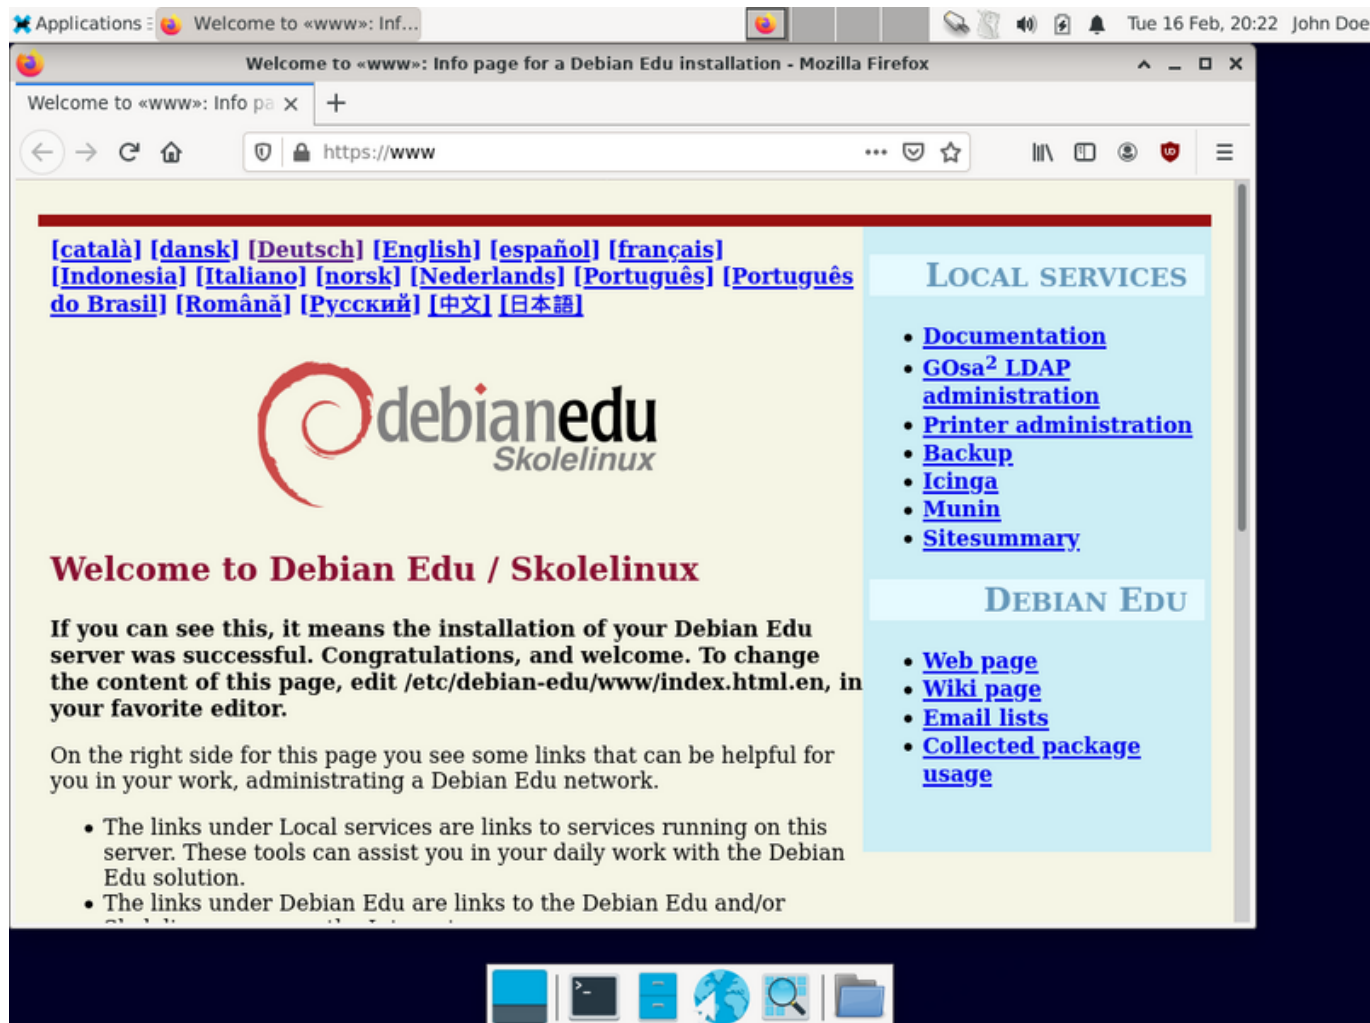 Applications
Welcome to «www»: Inf...
Tue 16 Feb, 20:22
John Doe
Welcome to «www»: Info page for a Debian Edu installation - Mozilla Firefox
Welcome to «www»: Info pa
https://www
[català] [dansk] [Deutsch] [English] [español] [français]
[Indonesia] [Italiano] [norsk] [Nederlands] [Português] [Português
do Brasil] [Română] [Русский] [中文] [日本語]
debianedu
Skolelinux
Welcome to Debian Edu / Skolelinux
If you can see this, it means the installation of your Debian Edu
server was successful. Congratulations, and welcome. To change
the content of this page, edit /etc/debian-edu/www/index.html.en, in
your favorite editor.
On the right side for this page you see some links that can be helpful for
you in your work, administrating a Debian Edu network.
• The links under Local services are links to services running on this
server. These tools can assist you in your daily work with the Debian
Edu solution.
• The links under Debian Edu are links to the Debian Edu and/or
LOCAL SERVICES
• Documentation
• GOsa² LDAP
administration
• Printer administration
• Backup
• Icinga
• Munin
• Sitesummary
DEBIAN EDU
• Web page
• Wiki page
• Email lists
• Collected package
usage